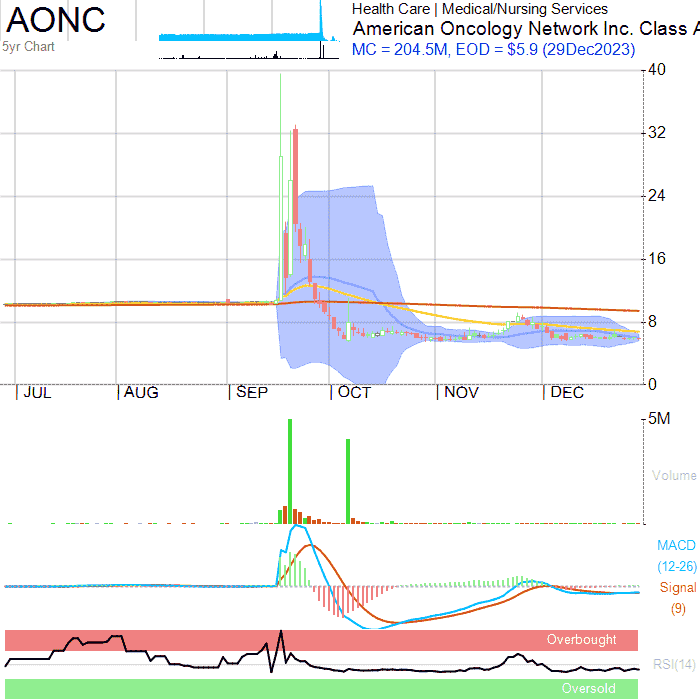 AONC
5yr Chart
Health Care | Medical/Nursing Services
American Oncology Network Inc. Class A
MC = 204.5M, EOD = $5.9 (29Dec2023)
40
32
24
16
8
0
| JUL | AUG | SEP | OCT | NOV | DEC
5M
Volume
MACD
(12-26)
Signal
(9)
Overbought
RSI(14)
Oversold